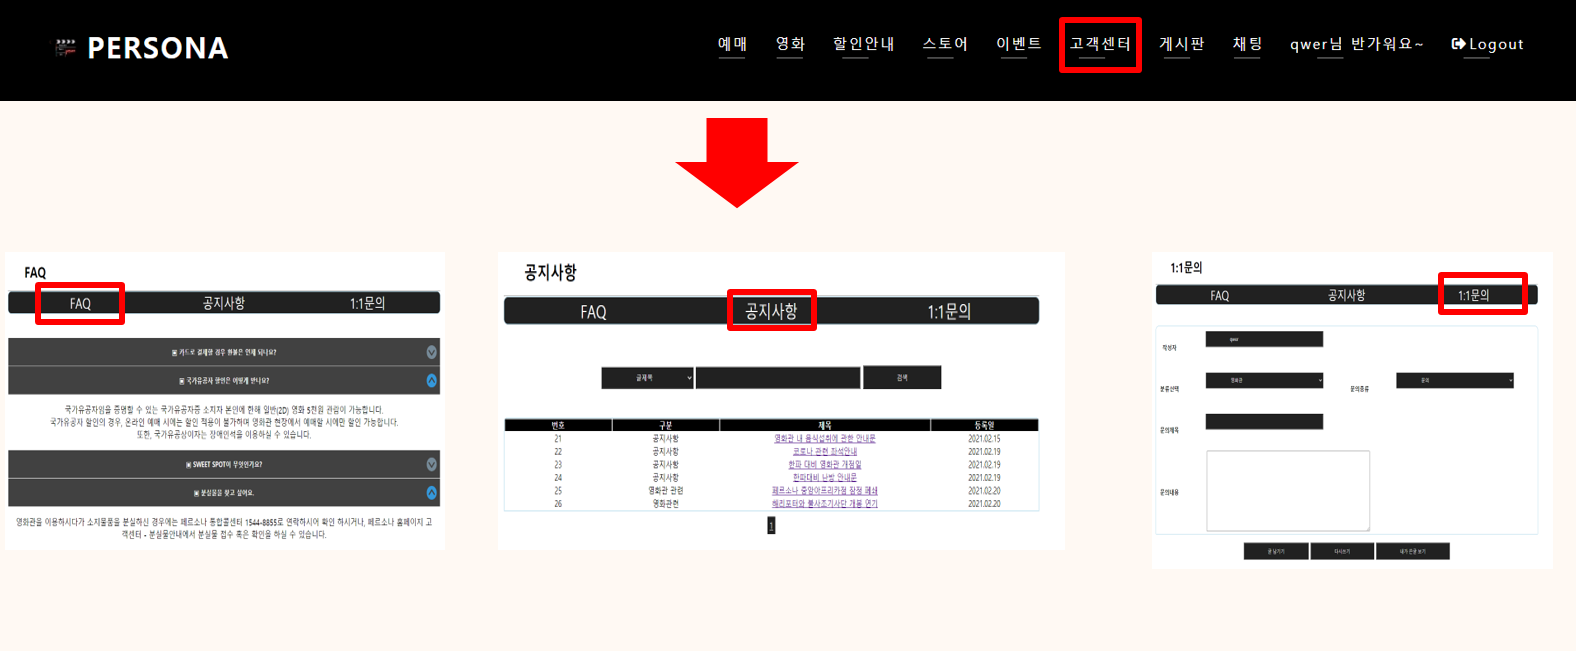 PERSONA 예매 영화 할인안내 스토어 이벤트 고객센터 게시판 채팅 qwer님 반가워요~ Logout
FAQ
FAQ 공지사항 1:1문의
▣ 카드로 결제할 경우 환불은 언제 되나요?
▣ 국가유공자 할인은 어떻게 받나요?
국가유공자임을 증명할 수 있는 국가유공자증 소지자 본인에 한해 일반(2D) 영화 5천원 관람이 가능합니다.
국가유공자 할인의 경우, 온라인 예매 시에는 할인 적용이 불가하며 영화관 현장에서 예매할 시에만 할인 가능합니다.
또한, 국가유공상이자는 장애인석을 이용하실 수 있습니다.
▣ SWEET SPOT이 무엇인가요?
▣ 분실물을 찾고 싶어요.
영화관을 이용하시다가 소지물품을 분실하신 경우에는 페르소나 통합콜센터 1544-8855로 연락하시어 확인 하시거나, 페르소나 홈페이지 고
객센터 - 분실물안내에서 분실물 접수 혹은 확인을 하실 수 있습니다.
공지사항
FAQ 공지사항 1:1문의
글제목 검색
번호 구분 제목 등록일
21 공지사항 영화관 내 음식섭취에 관한 안내문 2021.02.15
22 공지사항 코로나 관련 좌석안내 2021.02.19
23 공지사항 한파 대비 영화관 개정일 2021.02.19
24 공지사항 한파대비 난방 안내문 2021.02.19
25 영화관 관련 페르소나 중앙아프리카점 잠정 폐쇄 2021.02.20
26 영화관련 해리포터와 불사조기사단 개봉 연기 2021.02.20
1
1:1문의
FAQ 공지사항 1:1문의
작성자 qwer
분류선택 영화관 문의종류 문의
문의제목
문의내용
글 남기기 다시쓰기 내가 쓴글 보기